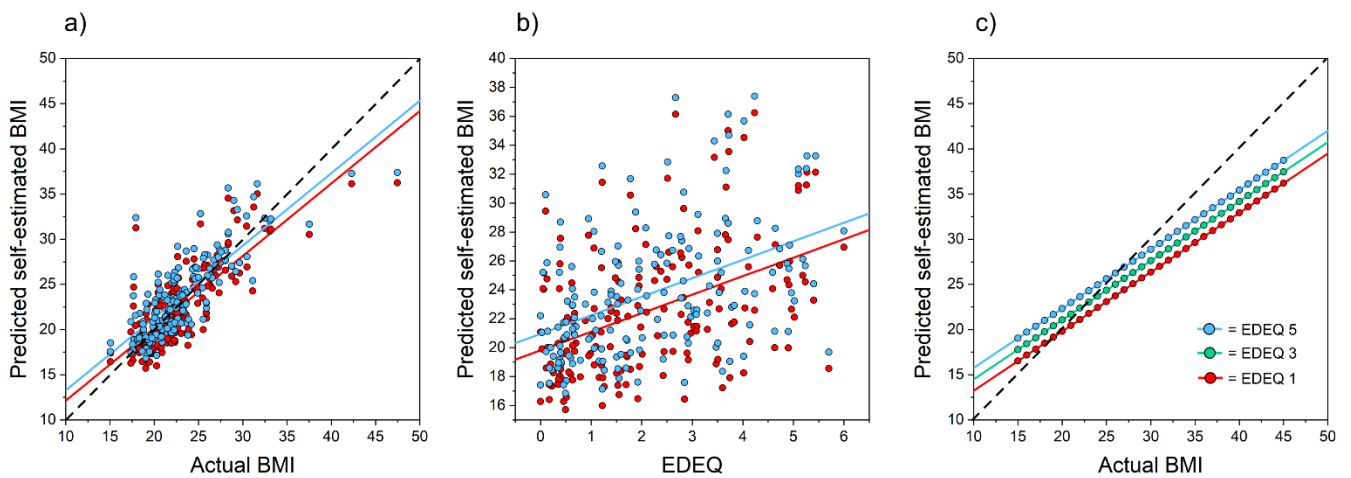 a)
Predicted self-estimated BMI
50
45
40
35
30
25
20
15
10
10 15 20 25 30 35 40 45 50
Actual BMI
b)
Predicted self-estimated BMI
40
38
36
34
32
30
28
26
24
22
20
18
16
0 1 2 3 4 5 6
EDEQ
c)
Predicted self-estimated BMI
50
45
40
35
30
25
20
15
10
= EDEQ 5
= EDEQ 3
= EDEQ 1
10 15 20 25 30 35 40 45 50
Actual BMI